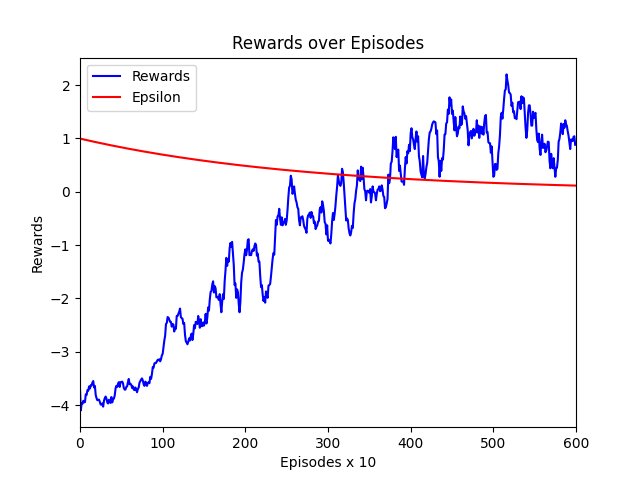 Rewards over Episodes
Rewards
Epsilon
2
1
0
−1
−2
−3
−4
Rewards
0 100 200 300 400 500 600
Episodes x 10